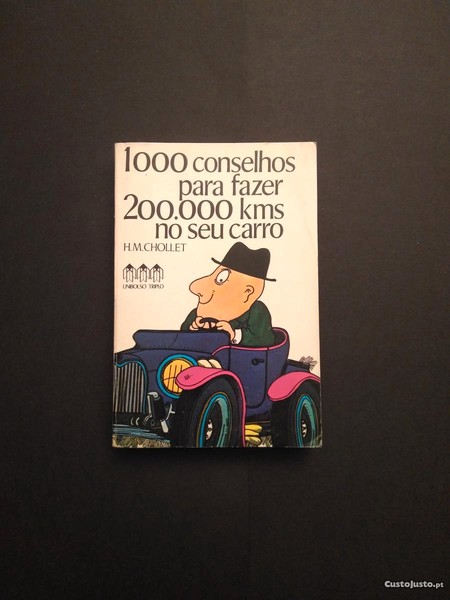 1000 conselhos
para fazer
200.000 kms
no seu carro
H.M.CHOLLET
UNIBOLSO TRIPLO
CustoJusto.pt